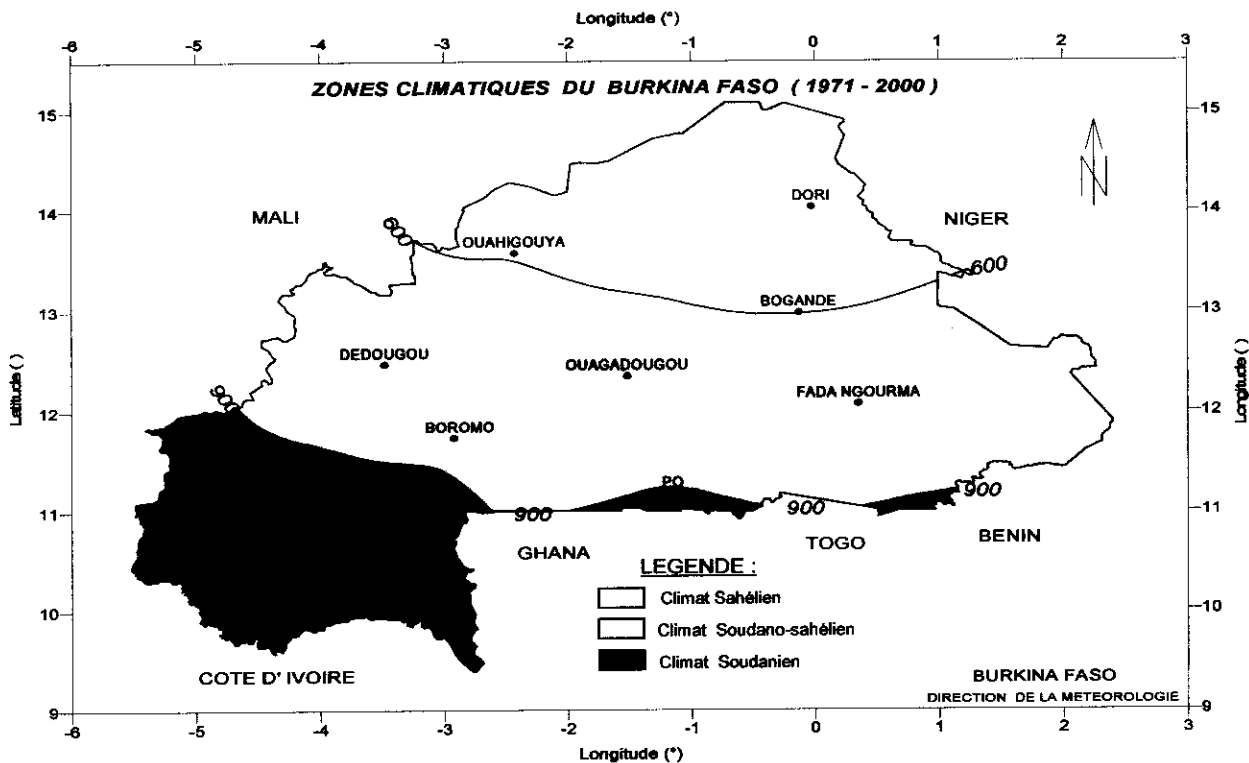 Longitude (°)
-6 -5 -4 -3 -2 -1 0 1 2 3
ZONES CLIMATIQUES DU BURKINA FASO ( 1971 - 2000 )
15 15
DORI
14 MALI NIGER 14
600
OUAHIGOUYA
600
BOGANDE
13 13
DEDOUGOU OUAGADOUGOU
FADA NGOURMA
Latitude ( ) Longitude (°)
900
12 12
BOROMO
PO
900
11 900 900 11
GHANA TOGO BENIN
LEGENDE :
Climat Sahélien
10 10
Climat Soudano-sahélien
Climat Soudanien
COTE D' IVOIRE BURKINA FASO
DIRECTION DE LA METEOROLOGIE
9 9
-6 -5 -4 -3 -2 -1 0 1 2 3
Longitude (°)
N